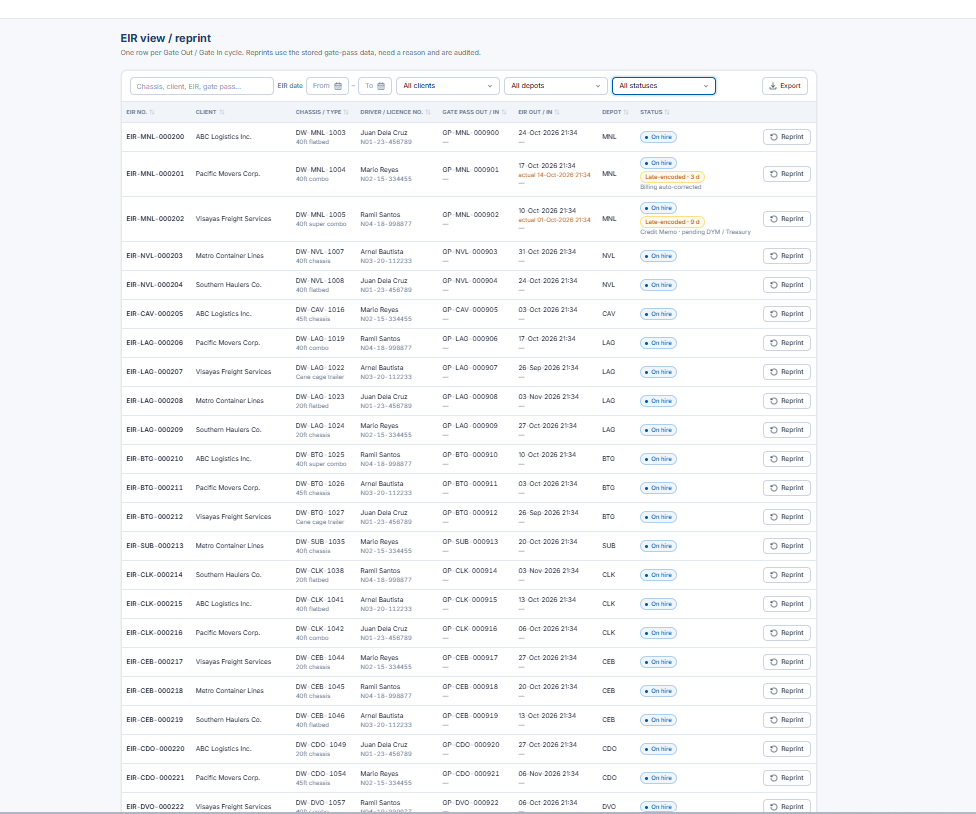 EIR view / reprint
One row per Gate Out / Gate In cycle. Reprints use the stored gate-pass data, need a reason and are audited.
Chassis, client, EIR, gate pass... EIR date From – To All clients All depots All statuses Export
EIR NO. CLIENT CHASSIS / TYPE DRIVER / LICENCE NO. GATE PASS OUT / IN EIR OUT / IN DEPOT STATUS
EIR-MNL-000200 ABC Logistics Inc. DW-MNL-1003 Juan Dela Cruz GP-MNL-000900 24-Oct-2026 21:34 MNL On hire Reprint
40ft flatbed N01-23-456789 —
EIR-MNL-000201 Pacific Movers Corp. DW-MNL-1004 Mario Reyes GP-MNL-000901 17-Oct-2026 21:34 MNL On hire Reprint
40ft combo N02-15-334455 — actual 14-Oct-2026 21:34 Late-encoded · 3 d
— Billing auto-corrected
EIR-MNL-000202 Visayas Freight Services DW-MNL-1005 Ramil Santos GP-MNL-000902 10-Oct-2026 21:34 MNL On hire Reprint
40ft super combo N04-18-998877 — actual 01-Oct-2026 21:34 Late-encoded · 9 d
— Credit Memo · pending DYM / Treasury
EIR-NVL-000203 Metro Container Lines DW-NVL-1007 Arnel Bautista GP-NVL-000903 31-Oct-2026 21:34 NVL On hire Reprint
40ft chassis N03-20-112233 —
EIR-NVL-000204 Southern Haulers Co. DW-NVL-1008 Juan Dela Cruz GP-NVL-000904 24-Oct-2026 21:34 NVL On hire Reprint
40ft flatbed N01-23-456789 —
EIR-CAV-000205 ABC Logistics Inc. DW-CAV-1016 Mario Reyes GP-CAV-000905 03-Oct-2026 21:34 CAV On hire Reprint
45ft chassis N02-15-334455 —
EIR-LAG-000206 Pacific Movers Corp. DW-LAG-1019 Ramil Santos GP-LAG-000906 17-Oct-2026 21:34 LAG On hire Reprint
40ft combo N04-18-998877 —
EIR-LAG-000207 Visayas Freight Services DW-LAG-1022 Arnel Bautista GP-LAG-000907 26-Sep-2026 21:34 LAG On hire Reprint
Cane cage trailer N03-20-112233 —
EIR-LAG-000208 Metro Container Lines DW-LAG-1023 Juan Dela Cruz GP-LAG-000908 03-Nov-2026 21:34 LAG On hire Reprint
20ft flatbed N01-23-456789 —
EIR-LAG-000209 Southern Haulers Co. DW-LAG-1024 Mario Reyes GP-LAG-000909 27-Oct-2026 21:34 LAG On hire Reprint
20ft chassis N02-15-334455 —
EIR-BTG-000210 ABC Logistics Inc. DW-BTG-1025 Ramil Santos GP-BTG-000910 10-Oct-2026 21:34 BTG On hire Reprint
40ft super combo N04-18-998877 —
EIR-BTG-000211 Pacific Movers Corp. DW-BTG-1026 Arnel Bautista GP-BTG-000911 03-Oct-2026 21:34 BTG On hire Reprint
45ft chassis N03-20-112233 —
EIR-BTG-000212 Visayas Freight Services DW-BTG-1027 Juan Dela Cruz GP-BTG-000912 26-Sep-2026 21:34 BTG On hire Reprint
Cane cage trailer N01-23-456789 —
EIR-SUB-000213 Metro Container Lines DW-SUB-1035 Mario Reyes GP-SUB-000913 20-Oct-2026 21:34 SUB On hire Reprint
40ft chassis N02-15-334455 —
EIR-CLK-000214 Southern Haulers Co. DW-CLK-1038 Ramil Santos GP-CLK-000914 03-Nov-2026 21:34 CLK On hire Reprint
20ft flatbed N04-18-998877 —
EIR-CLK-000215 ABC Logistics Inc. DW-CLK-1041 Arnel Bautista GP-CLK-000915 13-Oct-2026 21:34 CLK On hire Reprint
40ft flatbed N03-20-112233 —
EIR-CLK-000216 Pacific Movers Corp. DW-CLK-1042 Juan Dela Cruz GP-CLK-000916 06-Oct-2026 21:34 CLK On hire Reprint
40ft combo N01-23-456789 —
EIR-CEB-000217 Visayas Freight Services DW-CEB-1044 Mario Reyes GP-CEB-000917 27-Oct-2026 21:34 CEB On hire Reprint
20ft chassis N02-15-334455 —
EIR-CEB-000218 Metro Container Lines DW-CEB-1045 Ramil Santos GP-CEB-000918 20-Oct-2026 21:34 CEB On hire Reprint
40ft chassis N04-18-998877 —
EIR-CEB-000219 Southern Haulers Co. DW-CEB-1046 Arnel Bautista GP-CEB-000919 13-Oct-2026 21:34 CEB On hire Reprint
40ft flatbed N03-20-112233 —
EIR-CDO-000220 ABC Logistics Inc. DW-CDO-1049 Juan Dela Cruz GP-CDO-000920 27-Oct-2026 21:34 CDO On hire Reprint
20ft chassis N01-23-456789 —
EIR-CDO-000221 Pacific Movers Corp. DW-CDO-1054 Mario Reyes GP-CDO-000921 06-Nov-2026 21:34 CDO On hire Reprint
45ft chassis N02-15-334455 —
EIR-DVO-000222 Visayas Freight Services DW-DVO-1057 Ramil Santos GP-DVO-000922 06-Oct-2026 21:34 DVO On hire Reprint